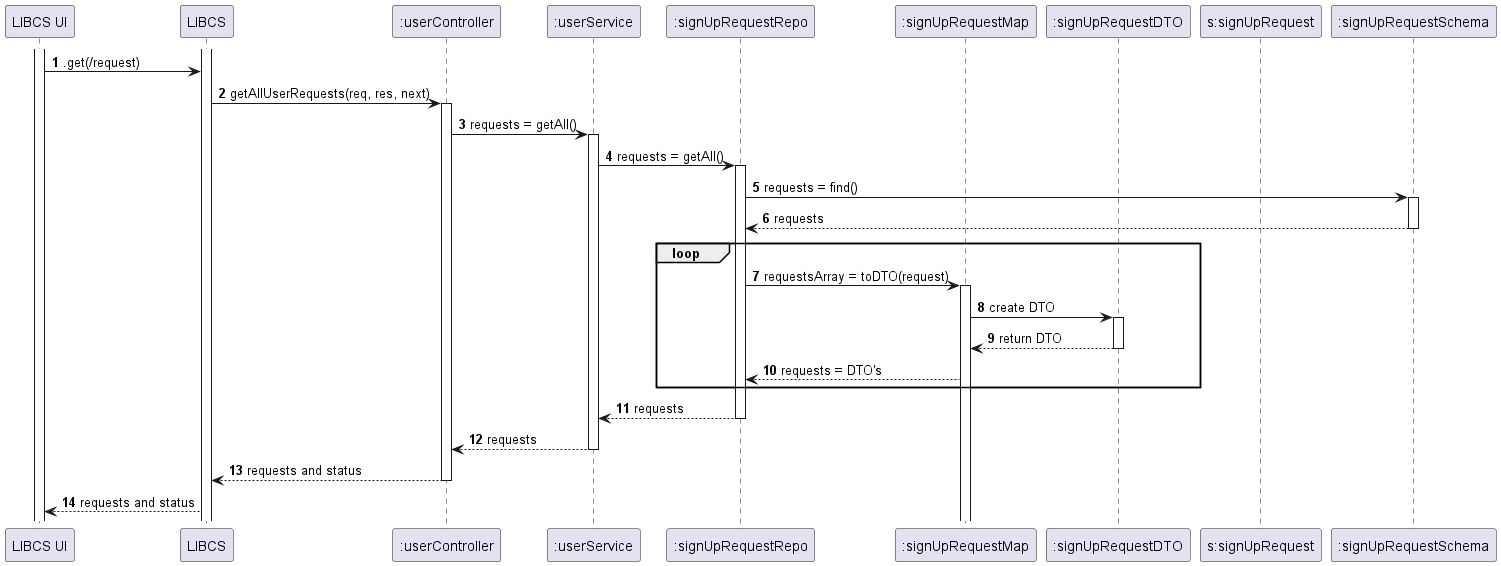 LIBCS UI
LIBCS
:userController
:userService
:signUpRequestRepo
:signUpRequestMap
:signUpRequestDTO
s:signUpRequest
:signUpRequestSchema
1 .get(/request)
2 getAllUserRequests(req, res, next)
3 requests = getAll()
4 requests = getAll()
5 requests = find()
6 requests
loop
7 requestsArray = toDTO(request)
8 create DTO
9 return DTO
10 requests = DTO's
11 requests
12 requests
13 requests and status
14 requests and status
LIBCS UI
LIBCS
:userController
:userService
:signUpRequestRepo
:signUpRequestMap
:signUpRequestDTO
s:signUpRequest
:signUpRequestSchema